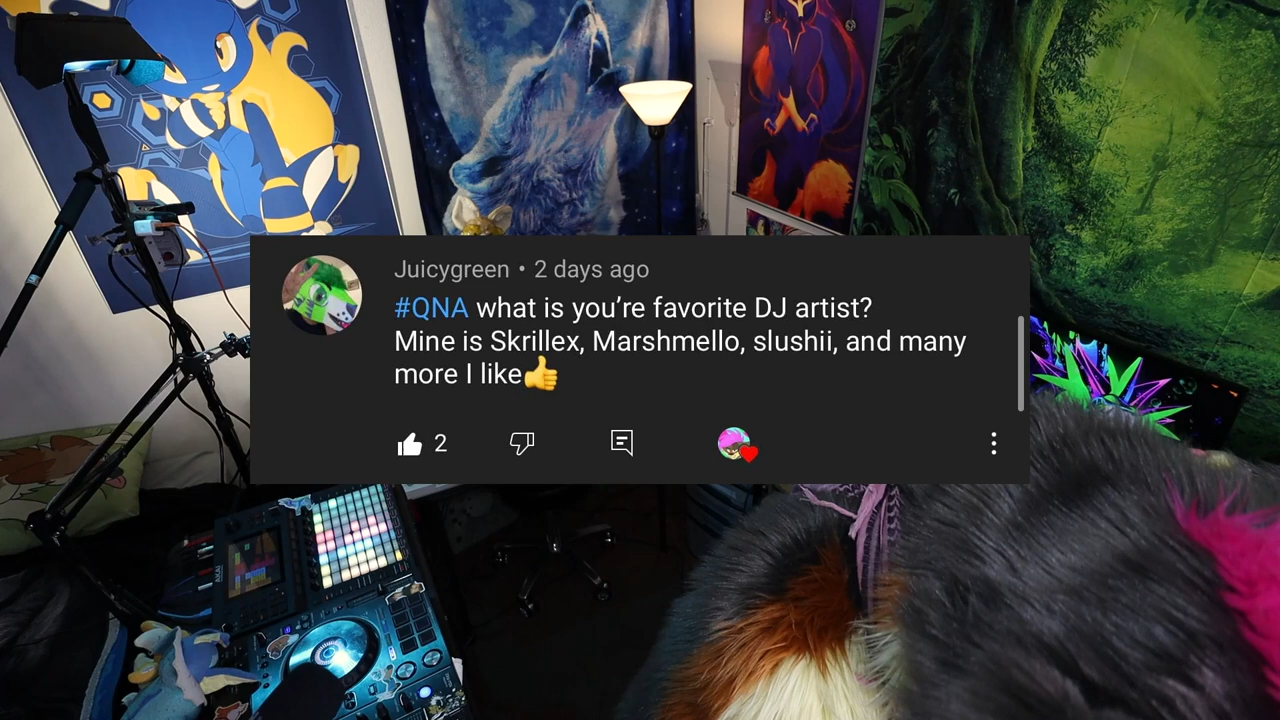 Juicygreen • 2 days ago
#QNA what is you’re favorite DJ artist?
Mine is Skrillex, Marshmello, slushii, and many
more I like👍
2
AKAI